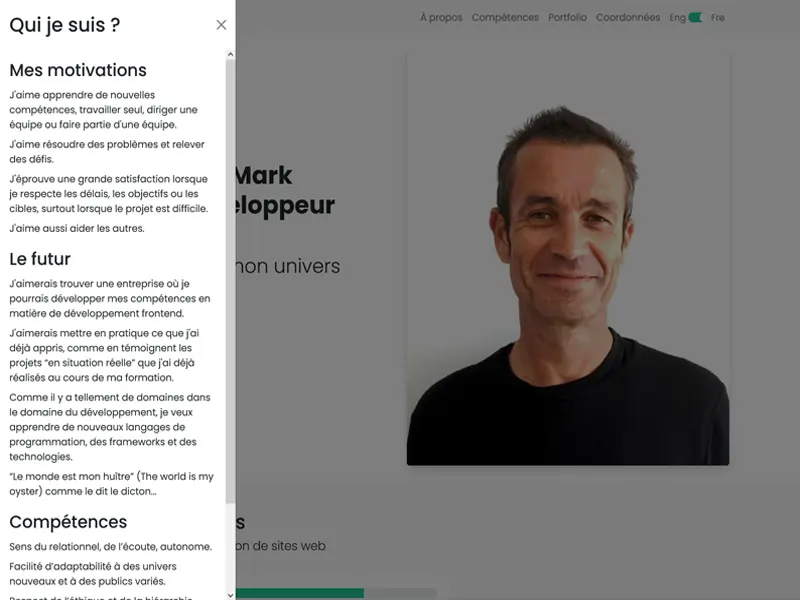 Qui je suis ?
Mes motivations
J'aime apprendre de nouvelles
compétences, travailler seul, diriger une
équipe ou faire partie d'une équipe.
J'aime résoudre des problèmes et relever
des défis.
J'éprouve une grande satisfaction lorsque
je respecte les délais, les objectifs ou les
cibles, surtout lorsque le projet est difficile.
J'aime aussi aider les autres.
Le futur
J'aimerais trouver une entreprise où je
pourrais développer mes compétences en
matière de développement frontend.
J'aimerais mettre en pratique ce que j'ai
déjà appris, comme en témoignent les
projets “en situation réelle” que j'ai déjà
réalisés au cours de ma formation.
Comme il y a tellement de domaines dans
le domaine du développement, je veux
apprendre de nouveaux langages de
programmation, des frameworks et des
technologies.
“Le monde est mon huître” (The world is my
oyster) comme le dit le dicton...
Compétences
Sens du relationnel, de l’écoute, autonome.
Facilité d’adaptabilité à des univers
nouveaux et à des publics variés.
Respect de l’éthique et de la hiérarchie
À propos Compétences Portfolio Coordonnées Eng Fre
Mark
eloppeur
mon univers
s
on de sites web